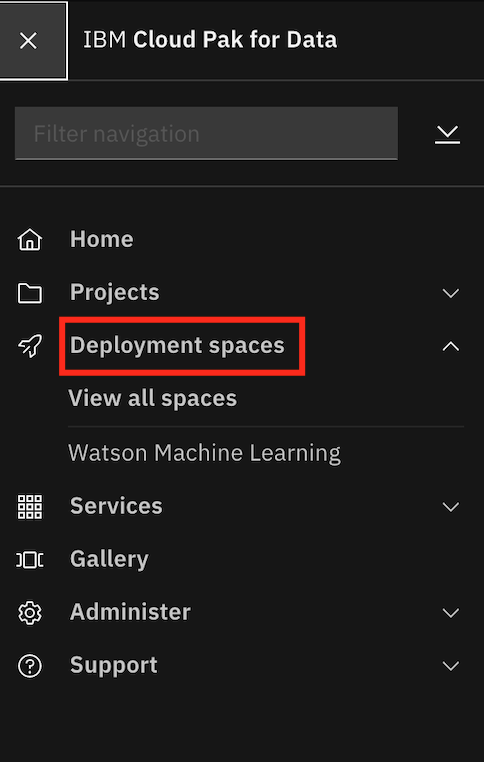 IBM Cloud Pak for Data
Filter navigation
Home
Projects
Deployment spaces
View all spaces
Watson Machine Learning
Services
Gallery
Administer
Support